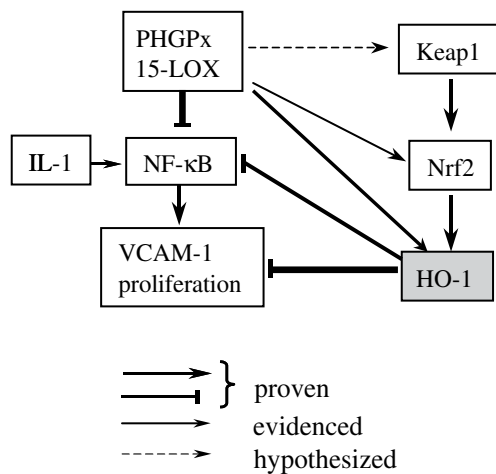 PHGPx
15-LOX
Keap1
IL-1
NF-κB
Nrf2
VCAM-1
proliferation
HO-1
proven
evidenced
hypothesized